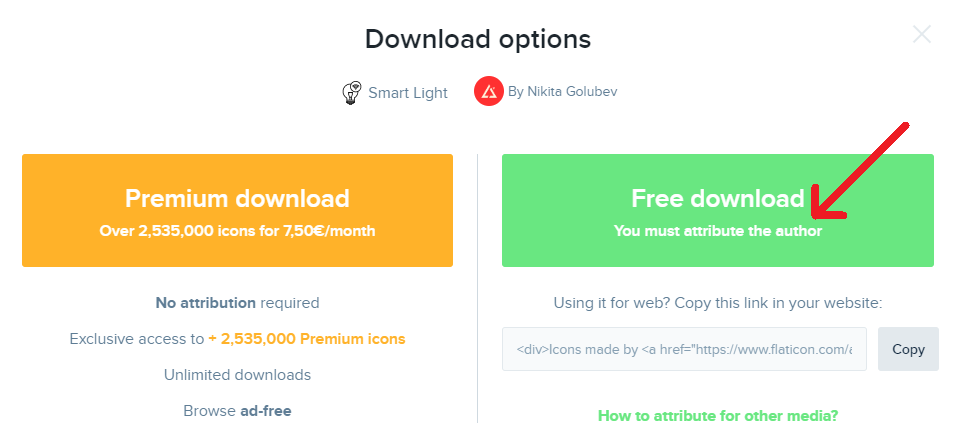 Download options
Smart Light
By Nikita Golubev
Premium download
Over 2,535,000 icons for 7,50€/month
No attribution required
Exclusive access to + 2,535,000 Premium icons
Unlimited downloads
Browse ad-free
Free download
You must attribute the author
Using it for web? Copy this link in your website:
<div>Icons made by <a href="https://www.flaticon.com/a
Copy
How to attribute for other media?